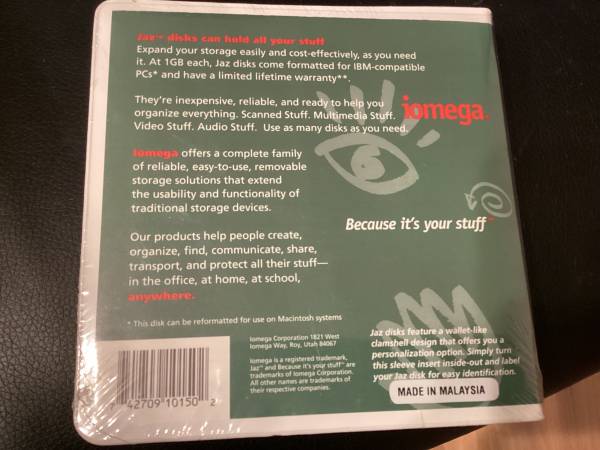 Jaz™ disks can hold all your stuff
Expand your storage easily and cost-effectively, as you need
it. At 1GB each, Jaz disks come formatted for IBM-compatible
PCs* and have a limited lifetime warranty**.
They're inexpensive, reliable, and ready to help you
organize everything. Scanned Stuff. Multimedia Stuff.
Video Stuff. Audio Stuff. Use as many disks as you need.
iomega.
iomega offers a complete family
of reliable, easy-to-use, removable
storage solutions that extend
the usability and functionality of
traditional storage devices.
Because it's your stuff™
Our products help people create,
organize, find, communicate, share,
transport, and protect all their stuff—
in the office, at home, at school,
anywhere.
* This disk can be reformatted for use on Macintosh systems
Iomega Corporation 1821 West
Iomega Way, Roy, Utah 84067
Iomega is a registered trademark,
Jaz™ and Because it's your stuff™ are
trademarks of Iomega Corporation.
All other names are trademarks of
their respective companies.
Jaz disks feature a wallet-like
clamshell design that offers you a
personalization option. Simply turn
this sleeve insert inside-out and label
your Jaz disk for easy identification.
MADE IN MALAYSIA
42709 10150 2